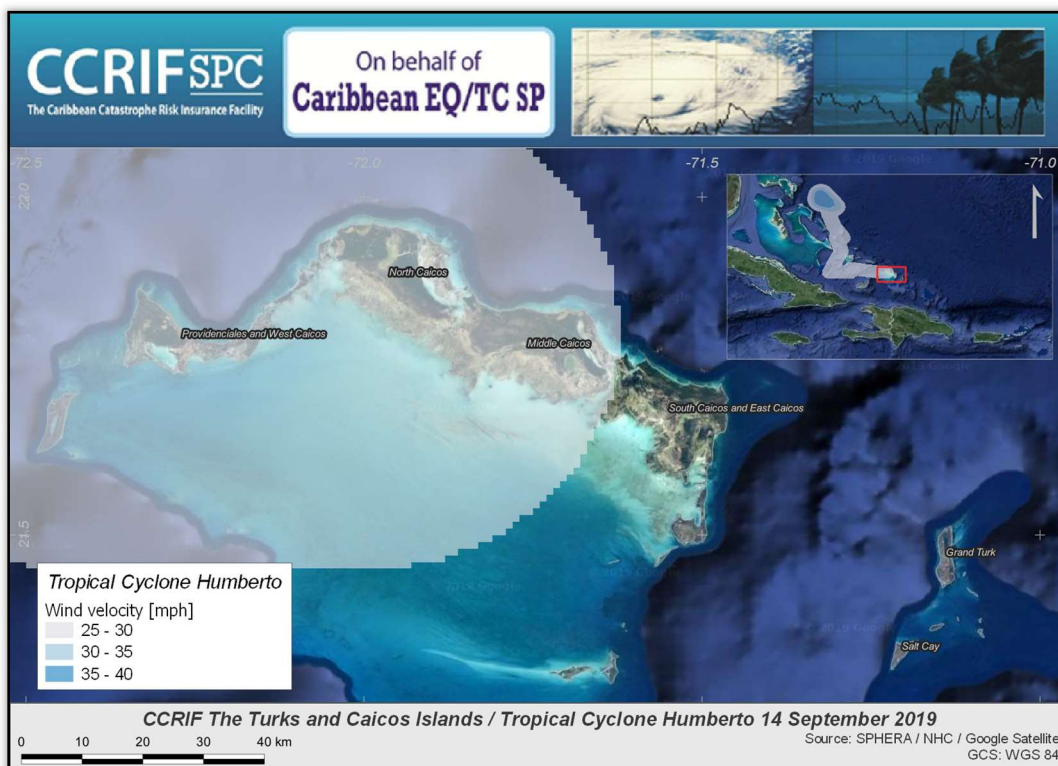 CCRIF SPC
The Caribbean Catastrophe Risk Insurance Facility
On behalf of
Caribbean EQ/TC SP
-72.5
-72.0
-71.5
-71.0
22.0
© 2019 Google
North Caicos
Providenciales and West Caicos
Middle Caicos
South Caicos and East Caicos
21.5
Grand Turk
Salt Cay
Tropical Cyclone Humberto
Wind velocity [mph]
25 - 30
30 - 35
35 - 40
CCRIF The Turks and Caicos Islands / Tropical Cyclone Humberto 14 September 2019
0 10 20 30 40 km
Source: SPHERA / NHC / Google Satellite
GCS: WGS 84